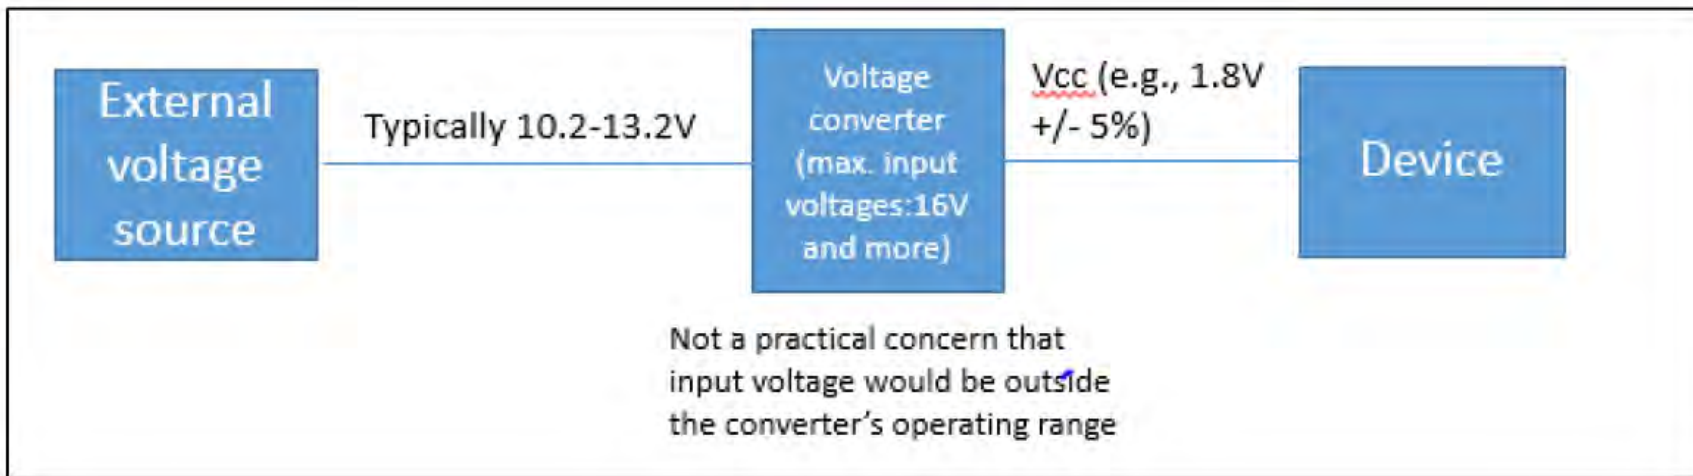 External
voltage
source
Typically 10.2-13.2V
Voltage
converter
(max. input
voltages:16V
and more)
Vcc (e.g., 1.8V
+/- 5%)
Device
Not a practical concern that
input voltage would be outside
the converter’s operating range